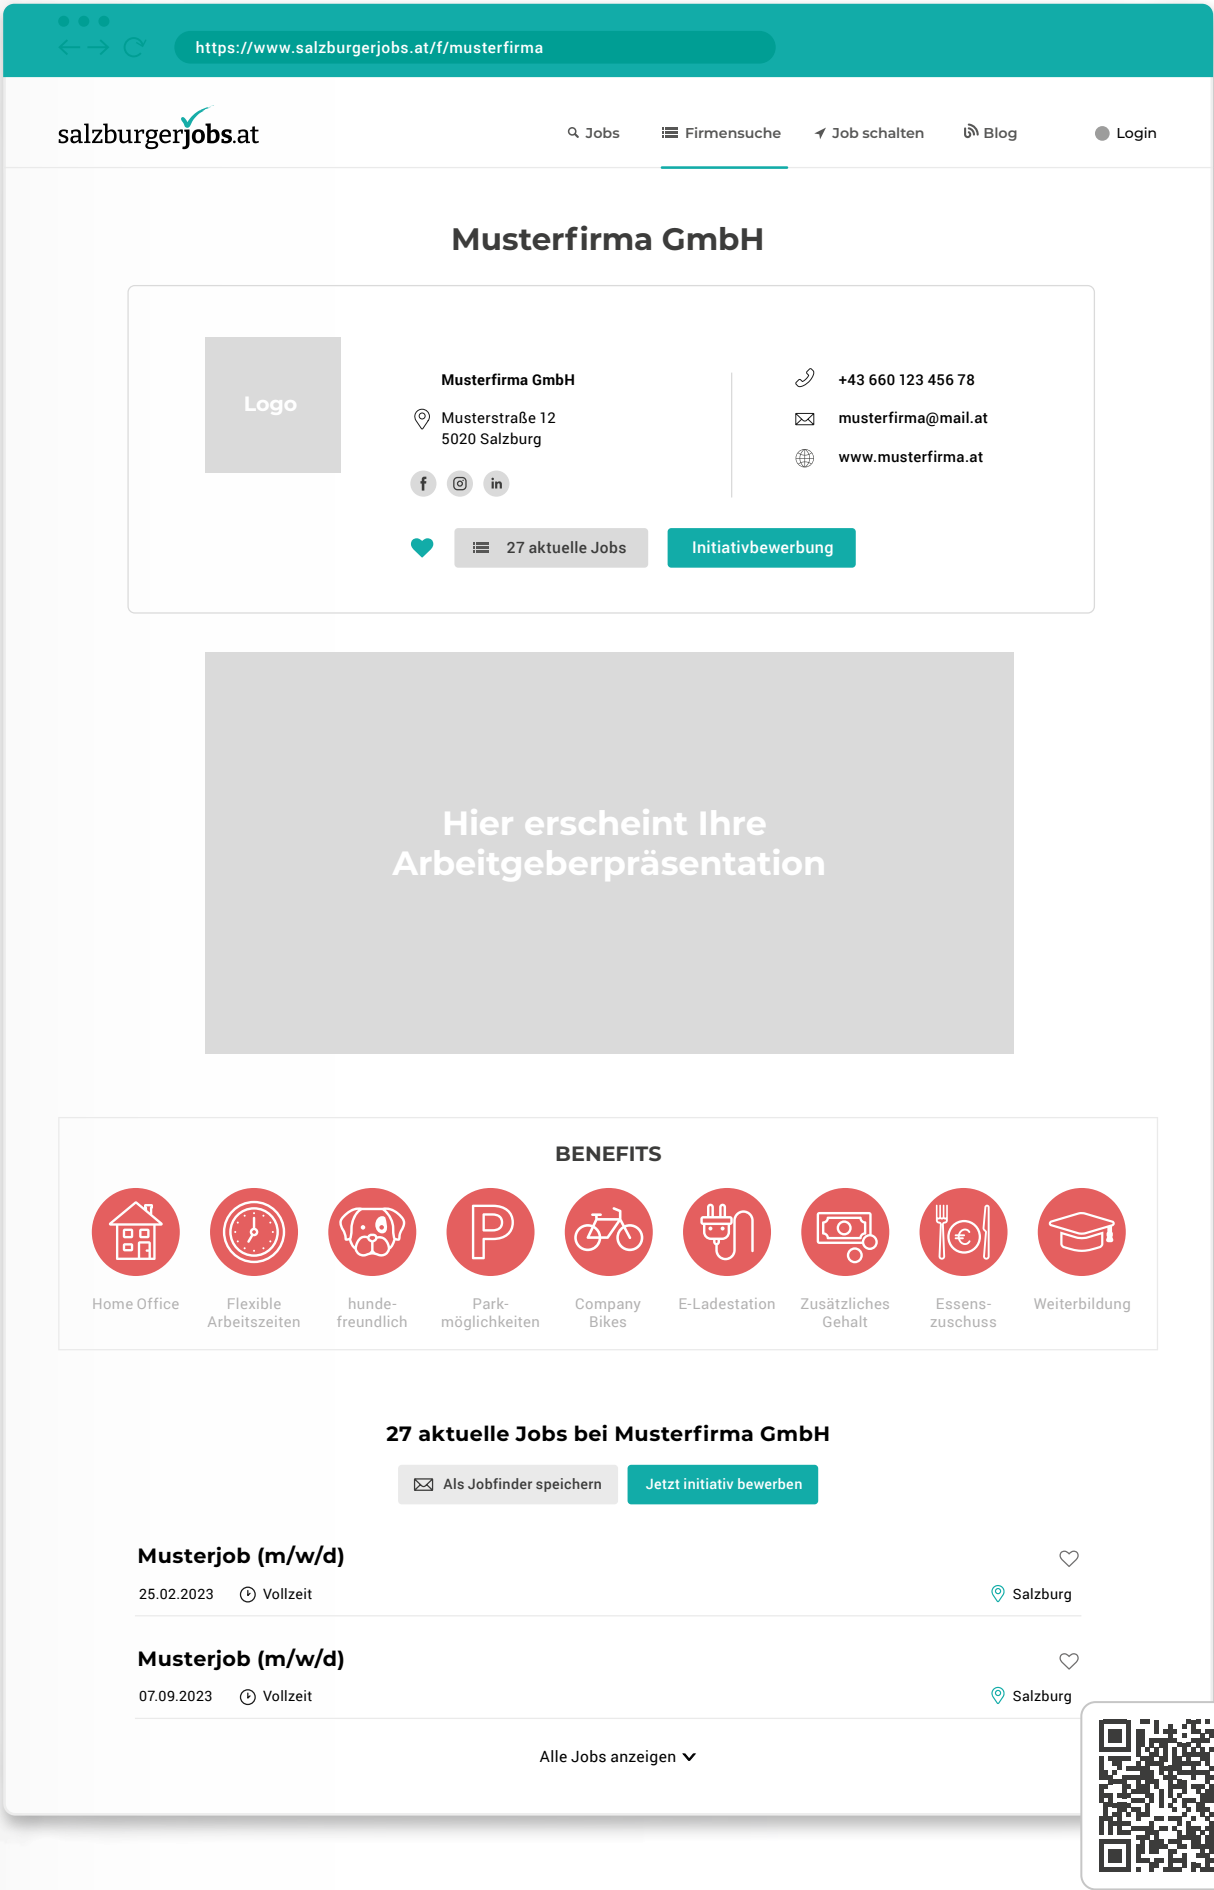 https://www.salzburgerjobs.at/f/musterfirma
salzburgerjobs.at
Jobs
Firmensuche
Job schalten
Blog
Login
Musterfirma GmbH
Logo
Musterfirma GmbH
Musterstraße 12
5020 Salzburg
+43 660 123 456 78
musterfirma@mail.at
www.musterfirma.at
f
in
27 aktuelle Jobs
Initiativbewerbung
Hier erscheint Ihre
Arbeitgeberpräsentation
BENEFITS
P
€
Home Office
Flexible
Arbeitszeiten
hunde-
freundlich
Park-
möglichkeiten
Company
Bikes
E-Ladestation
Zusätzliches
Gehalt
Essens-
zuschuss
Weiterbildung
27 aktuelle Jobs bei Musterfirma GmbH
Als Jobfinder speichern
Jetzt initiativ bewerben
Musterjob (m/w/d)
25.02.2023
Vollzeit
Salzburg
Musterjob (m/w/d)
07.09.2023
Vollzeit
Salzburg
Alle Jobs anzeigen